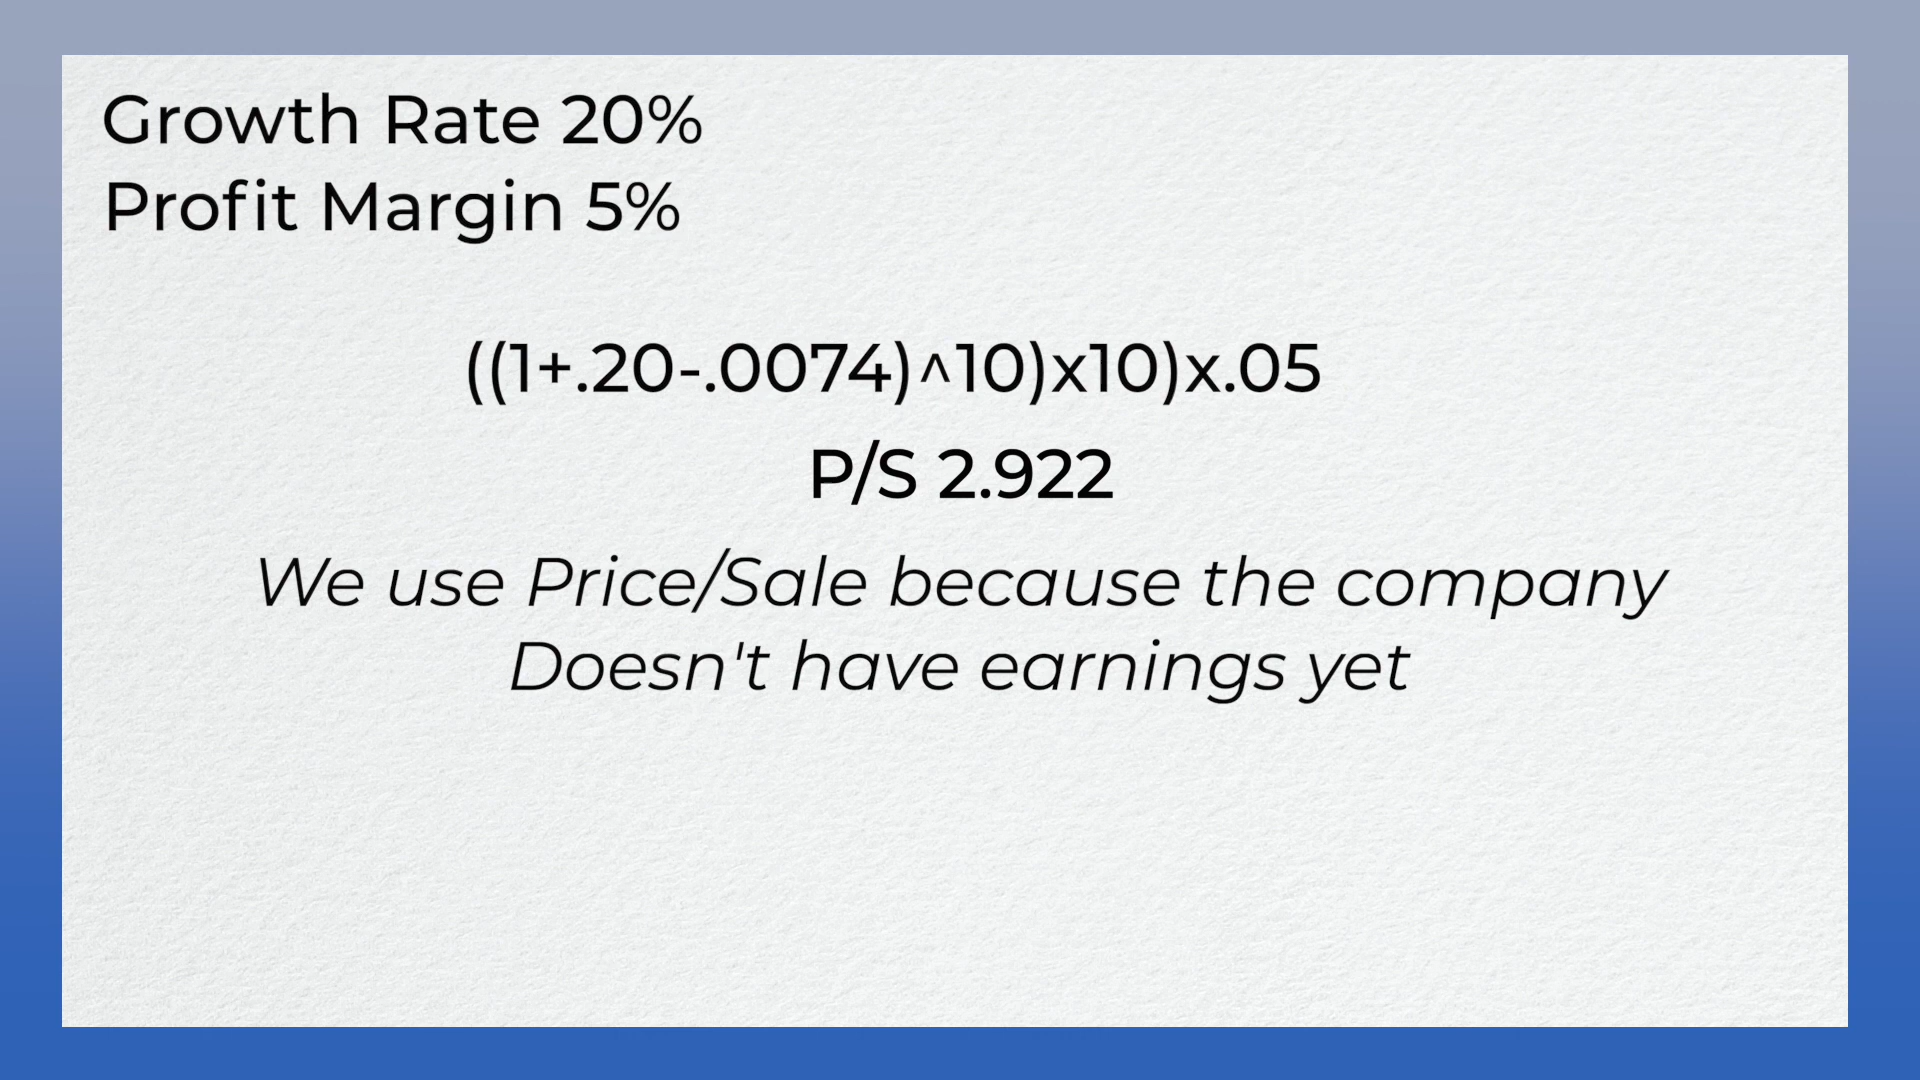 Growth Rate 20%
Profit Margin 5%
((1+.20-.0074)^10)x10)x.05
P/S 2.922
We use Price/Sale because the company
Doesn't have earnings yet